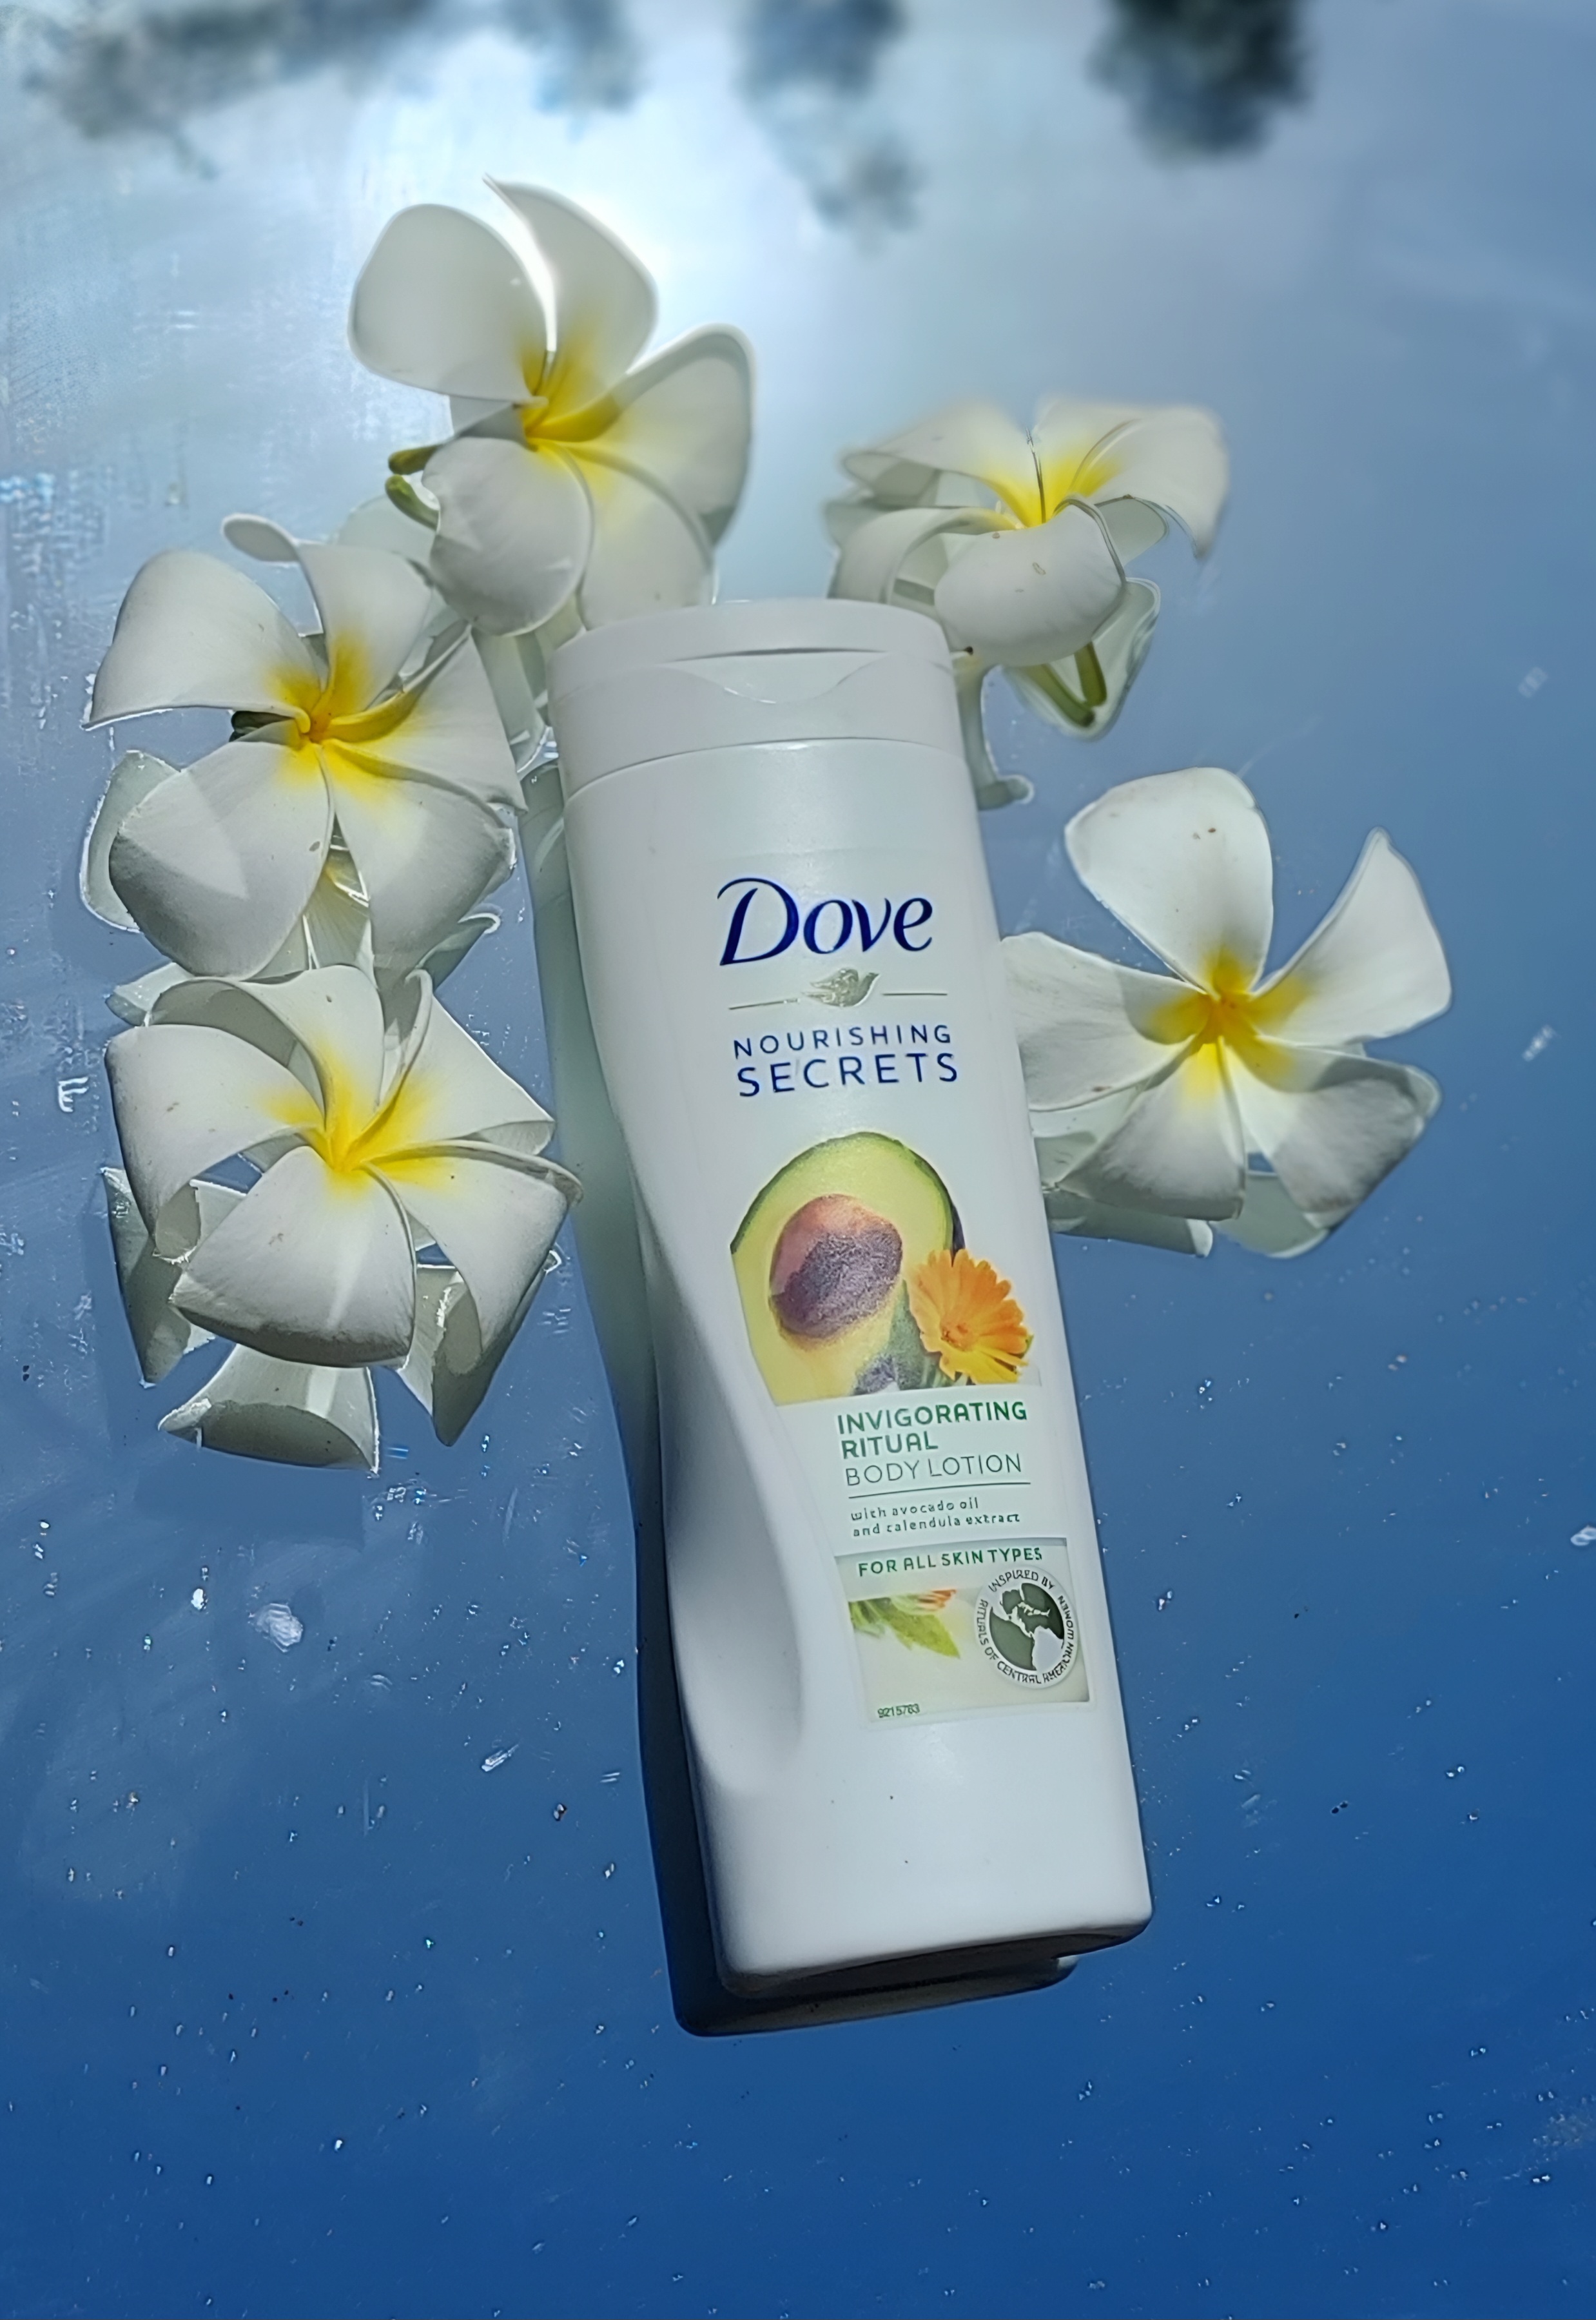 Dove
NOURISHING
SECRETS
INVIGORATING
RITUAL
BODY LOTION
with avocado oil
and calendula extract
FOR ALL SKIN TYPES
INSPIRED BY WOMEN
RITUALS OF CENTRAL AMERICAN
9215783